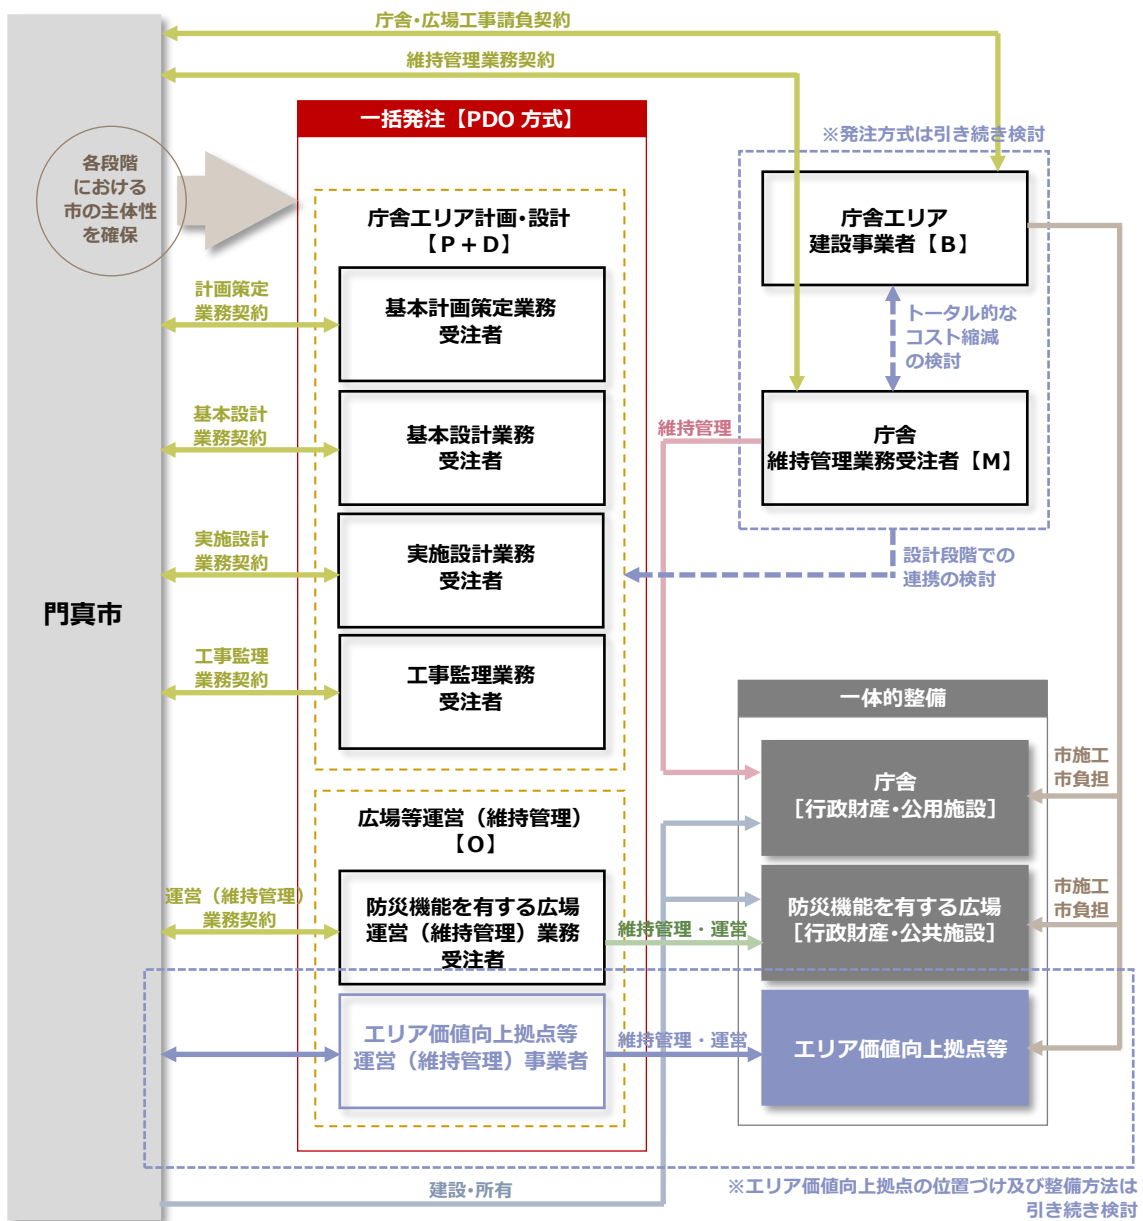 庁舎・広場工事請負契約
維持管理業務契約
一括発注【PDO 方式】
※発注方式は引き続き検討
各段階
における
市の主体性
を確保
庁舎エリア計画・設計
【P+D】
庁舎エリア
建設事業者【B】
計画策定
業務契約
基本計画策定業務
受注者
トータル的な
コスト縮減
の検討
基本設計
業務契約
基本設計業務
受注者
維持管理
庁舎
維持管理業務受注者【M】
実施設計
業務契約
実施設計業務
受注者
設計段階での
連携の検討
門真市
工事監理
業務契約
工事監理業務
受注者
一体的整備
庁舎
[行政財産・公用施設]
市施工
市負担
広場等運営（維持管理）
【O】
運営（維持管理）
業務契約
防災機能を有する広場
運営（維持管理）業務
受注者
維持管理・運営
防災機能を有する広場
[行政財産・公共施設]
市施工
市負担
エリア価値向上拠点等
運営（維持管理）事業者
維持管理・運営
エリア価値向上拠点等
建設・所有
※エリア価値向上拠点の位置づけ及び整備方法は
引き続き検討